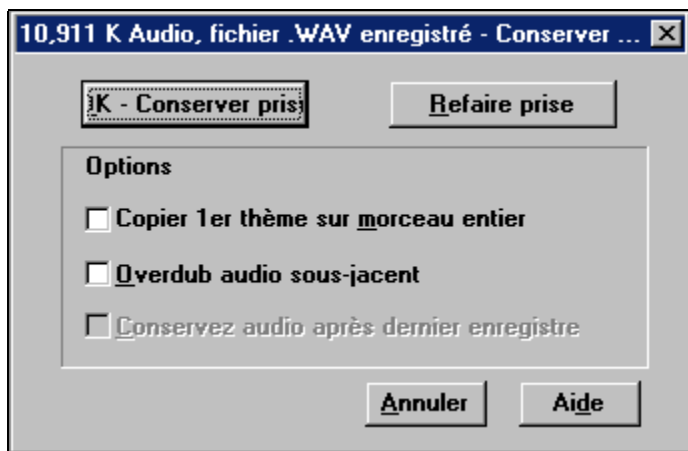 10,911 K Audio, fichier .WAV enregistré - Conserver ...
K - Conserver pris
Refaire prise
Options
Copier 1er thème sur morceau entier
Overdub audio sous-jacent
Conservez audio après dernier enregistre
Annuler
Aide